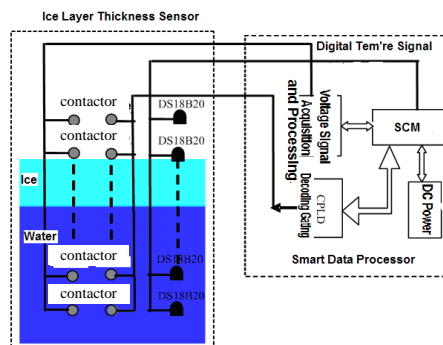 Ice Layer Thickness Sensor
Digital Tem're Signal
contactor
DS18B20
contactor
DS18B20
Ice
Water
contactor
DS18B20
contactor
DS18B20
Voltage Signal
Acquisition
and Processing
SCM
Decoding Gatting
CPLD
DC Power
Smart Data Processor